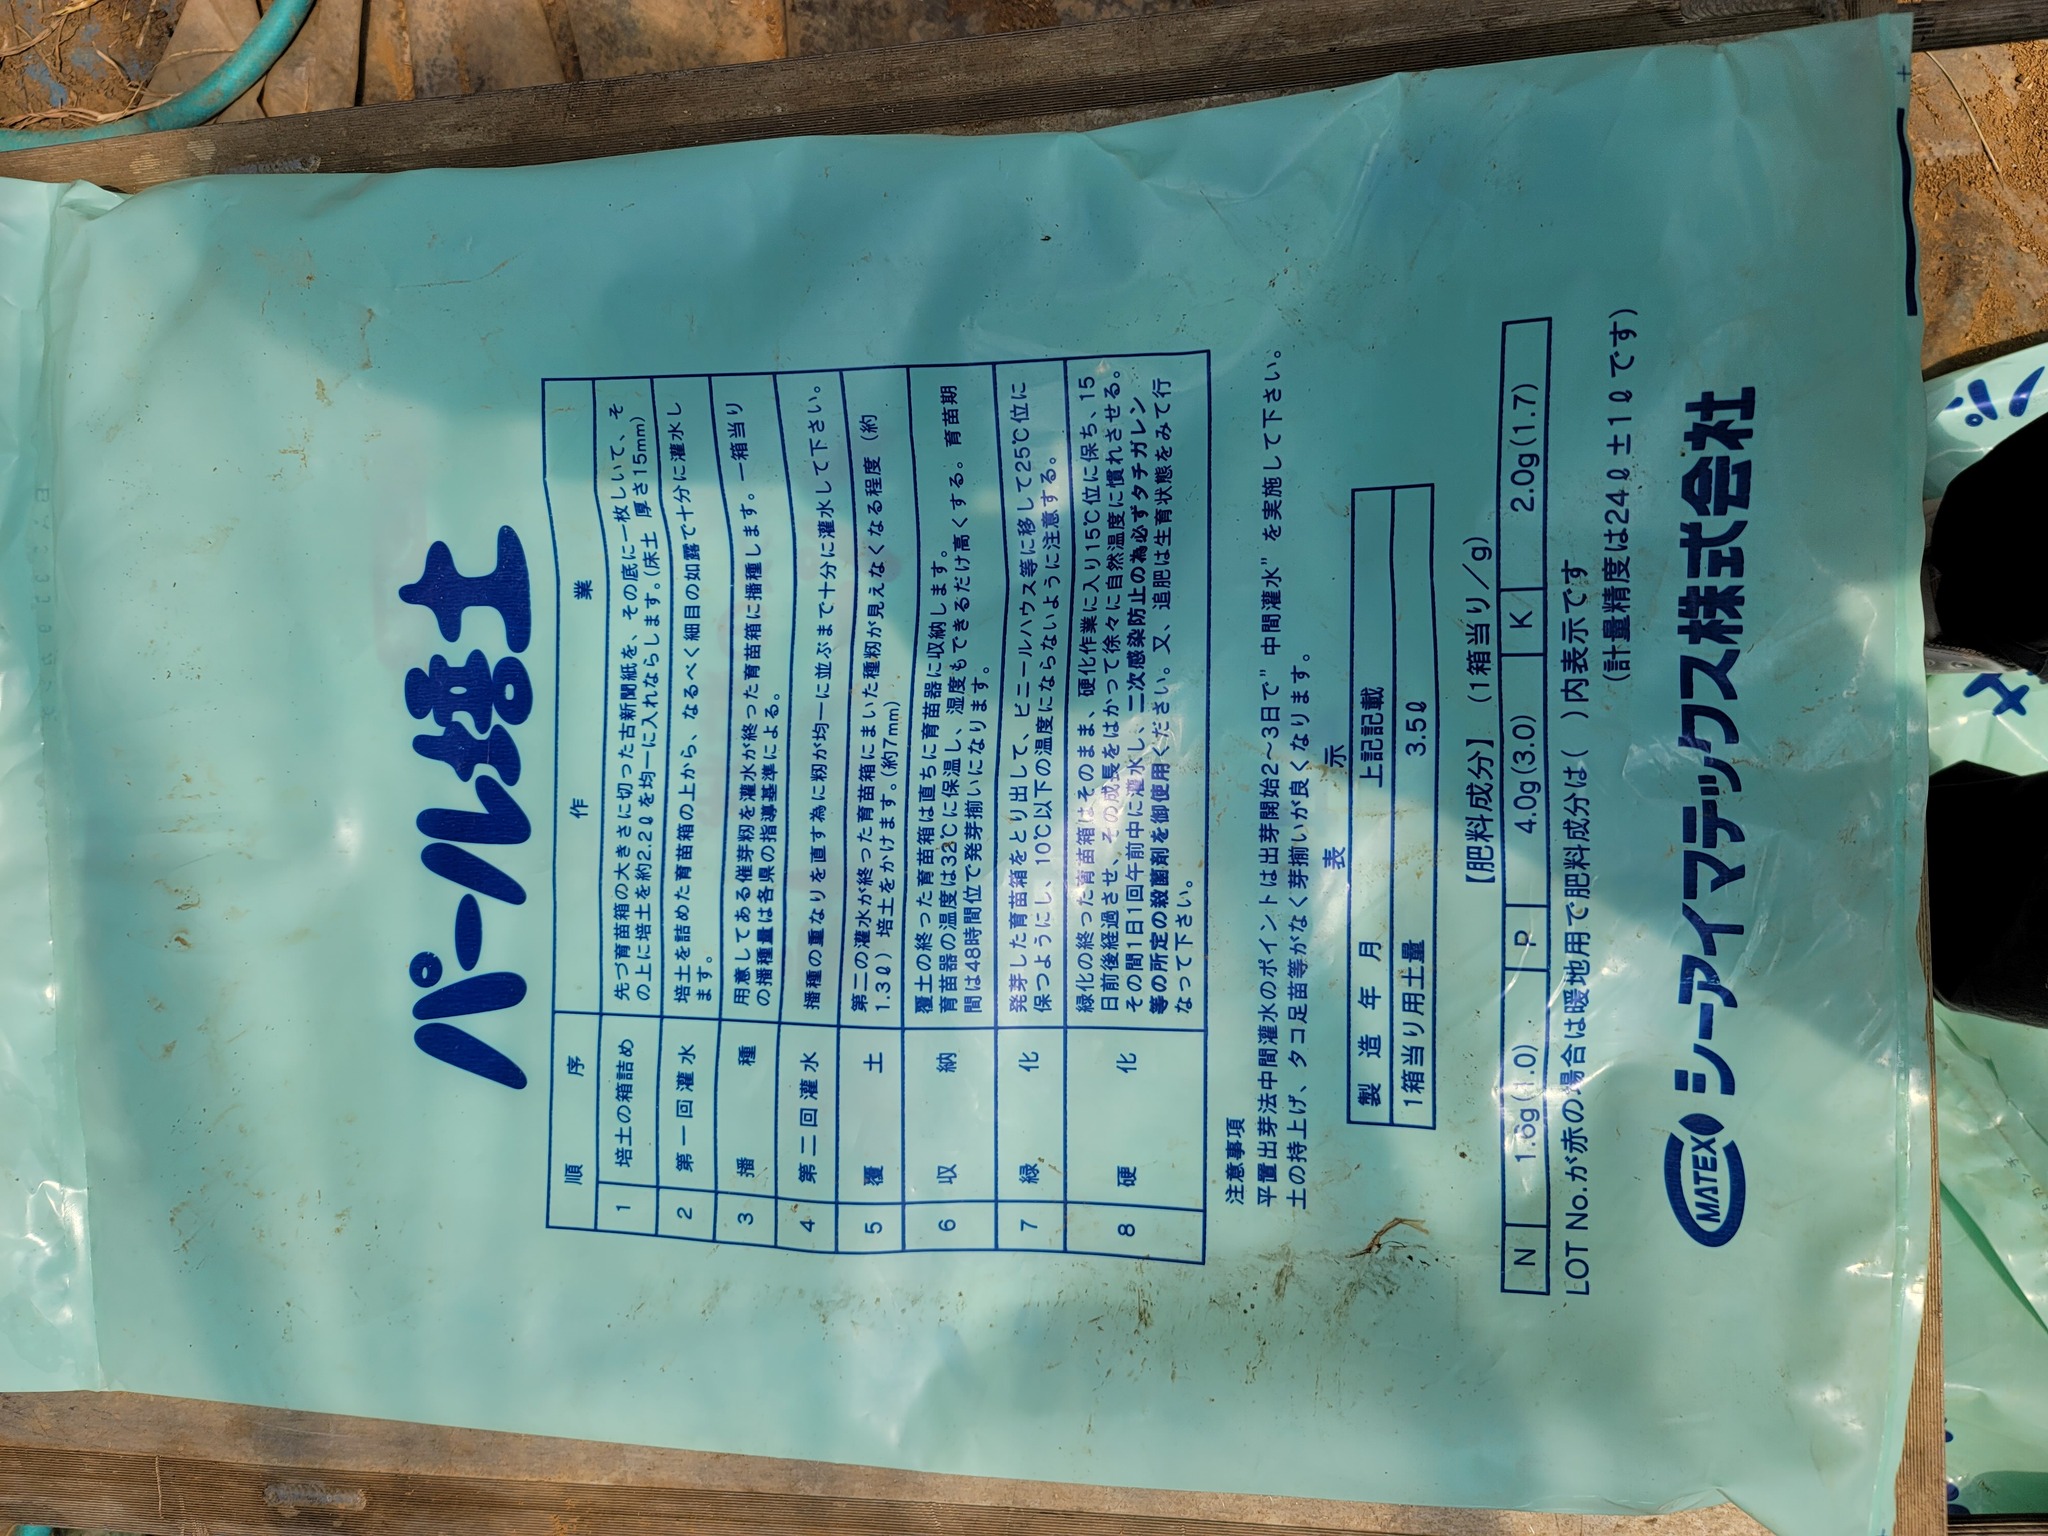 パール培土
順序 作業
1 培土の箱詰め 先づ育苗箱の大きさに切った古新聞紙を、その底に一枚しいて、そ
の上に培土を約2.2ℓを均一に入れならします。(床土 厚さ15mm)
2 第一回灌水 培土を詰めた育苗箱の上から、なるべく細目の如露で十分に灌水し
ます。
3 播種 用意してある催芽籾を灌水が終った育苗箱に播種します。一箱当り
の播種量は各県の指導基準による。
4 第二回灌水 播種の重なりを直す為に籾が均一に並ぶまで十分に灌水して下さい。
5 覆土 第二の灌水が終った育苗箱にまいた種籾が見えなくなる程度(約
1.3ℓ)培土をかけます。(約7mm)
6 収納 覆土の終った育苗箱は直ちに育苗器に収納します。
育苗器の温度は32℃に保温し、湿度もできるだけ高くする。育苗期
間は48時間位で発芽揃いになります。
7 緑化 発芽した育苗箱をとり出して、ビニールハウス等に移して25℃位に
保つようにし、10℃以下の温度にならないように注意する。
8 硬化 緑化の終った育苗箱はそのまま、硬化作業に入り15℃位に保ち、15
日前後経過させ、その成長をはかって徐々に自然温度に慣れさせる。
その間1日1回午前中に灌水し、二次感染防止の為必ずタチガレン
等の所定の殺菌剤を御使用ください。又、追肥は生育状態をみて行
なって下さい。
注意事項
平置出芽法中間灌水のポイントは出芽開始2〜3日で"中間灌水"を実施して下さい。
土の持上げ、タコ足苗等がなく芽揃いが良くなります。
表示
製造年月 上記記載
1箱当り用土量 3.5ℓ
【肥料成分】(1箱当り/g)
N 1.6g(1.0) P 4.0g(3.0) K 2.0g(1.7)
LOT No.が赤の場合は暖地用で肥料成分は( )内表示です
(計量精度は24ℓ±1ℓです)
MATEX シーアイマテックス株式会社